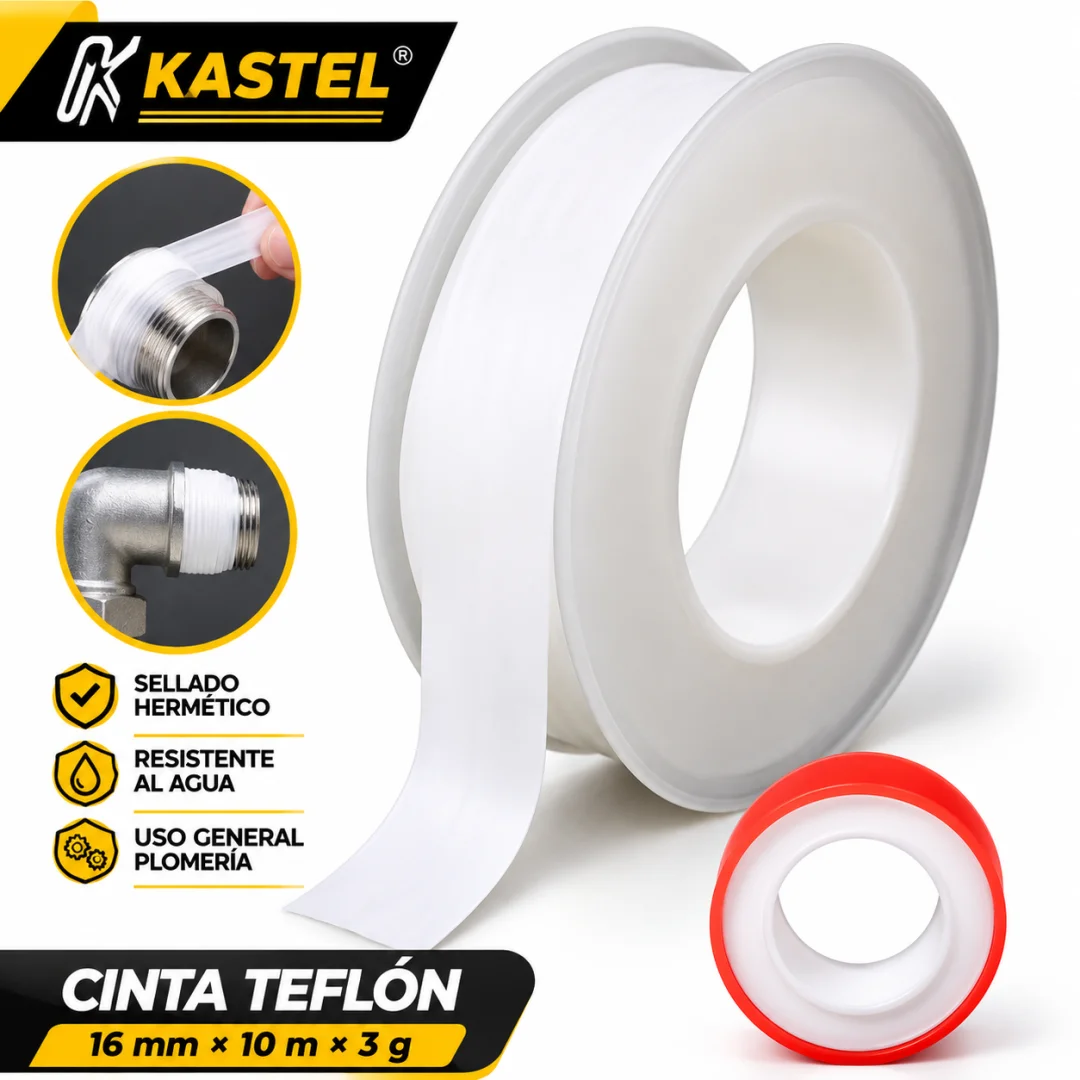 KASTEL®
SELLADO
HERMÉTICO
RESISTENTE
AL AGUA
USO GENERAL
PLOMERÍA
CINTA TEFLÓN
16 mm × 10 m × 3 g